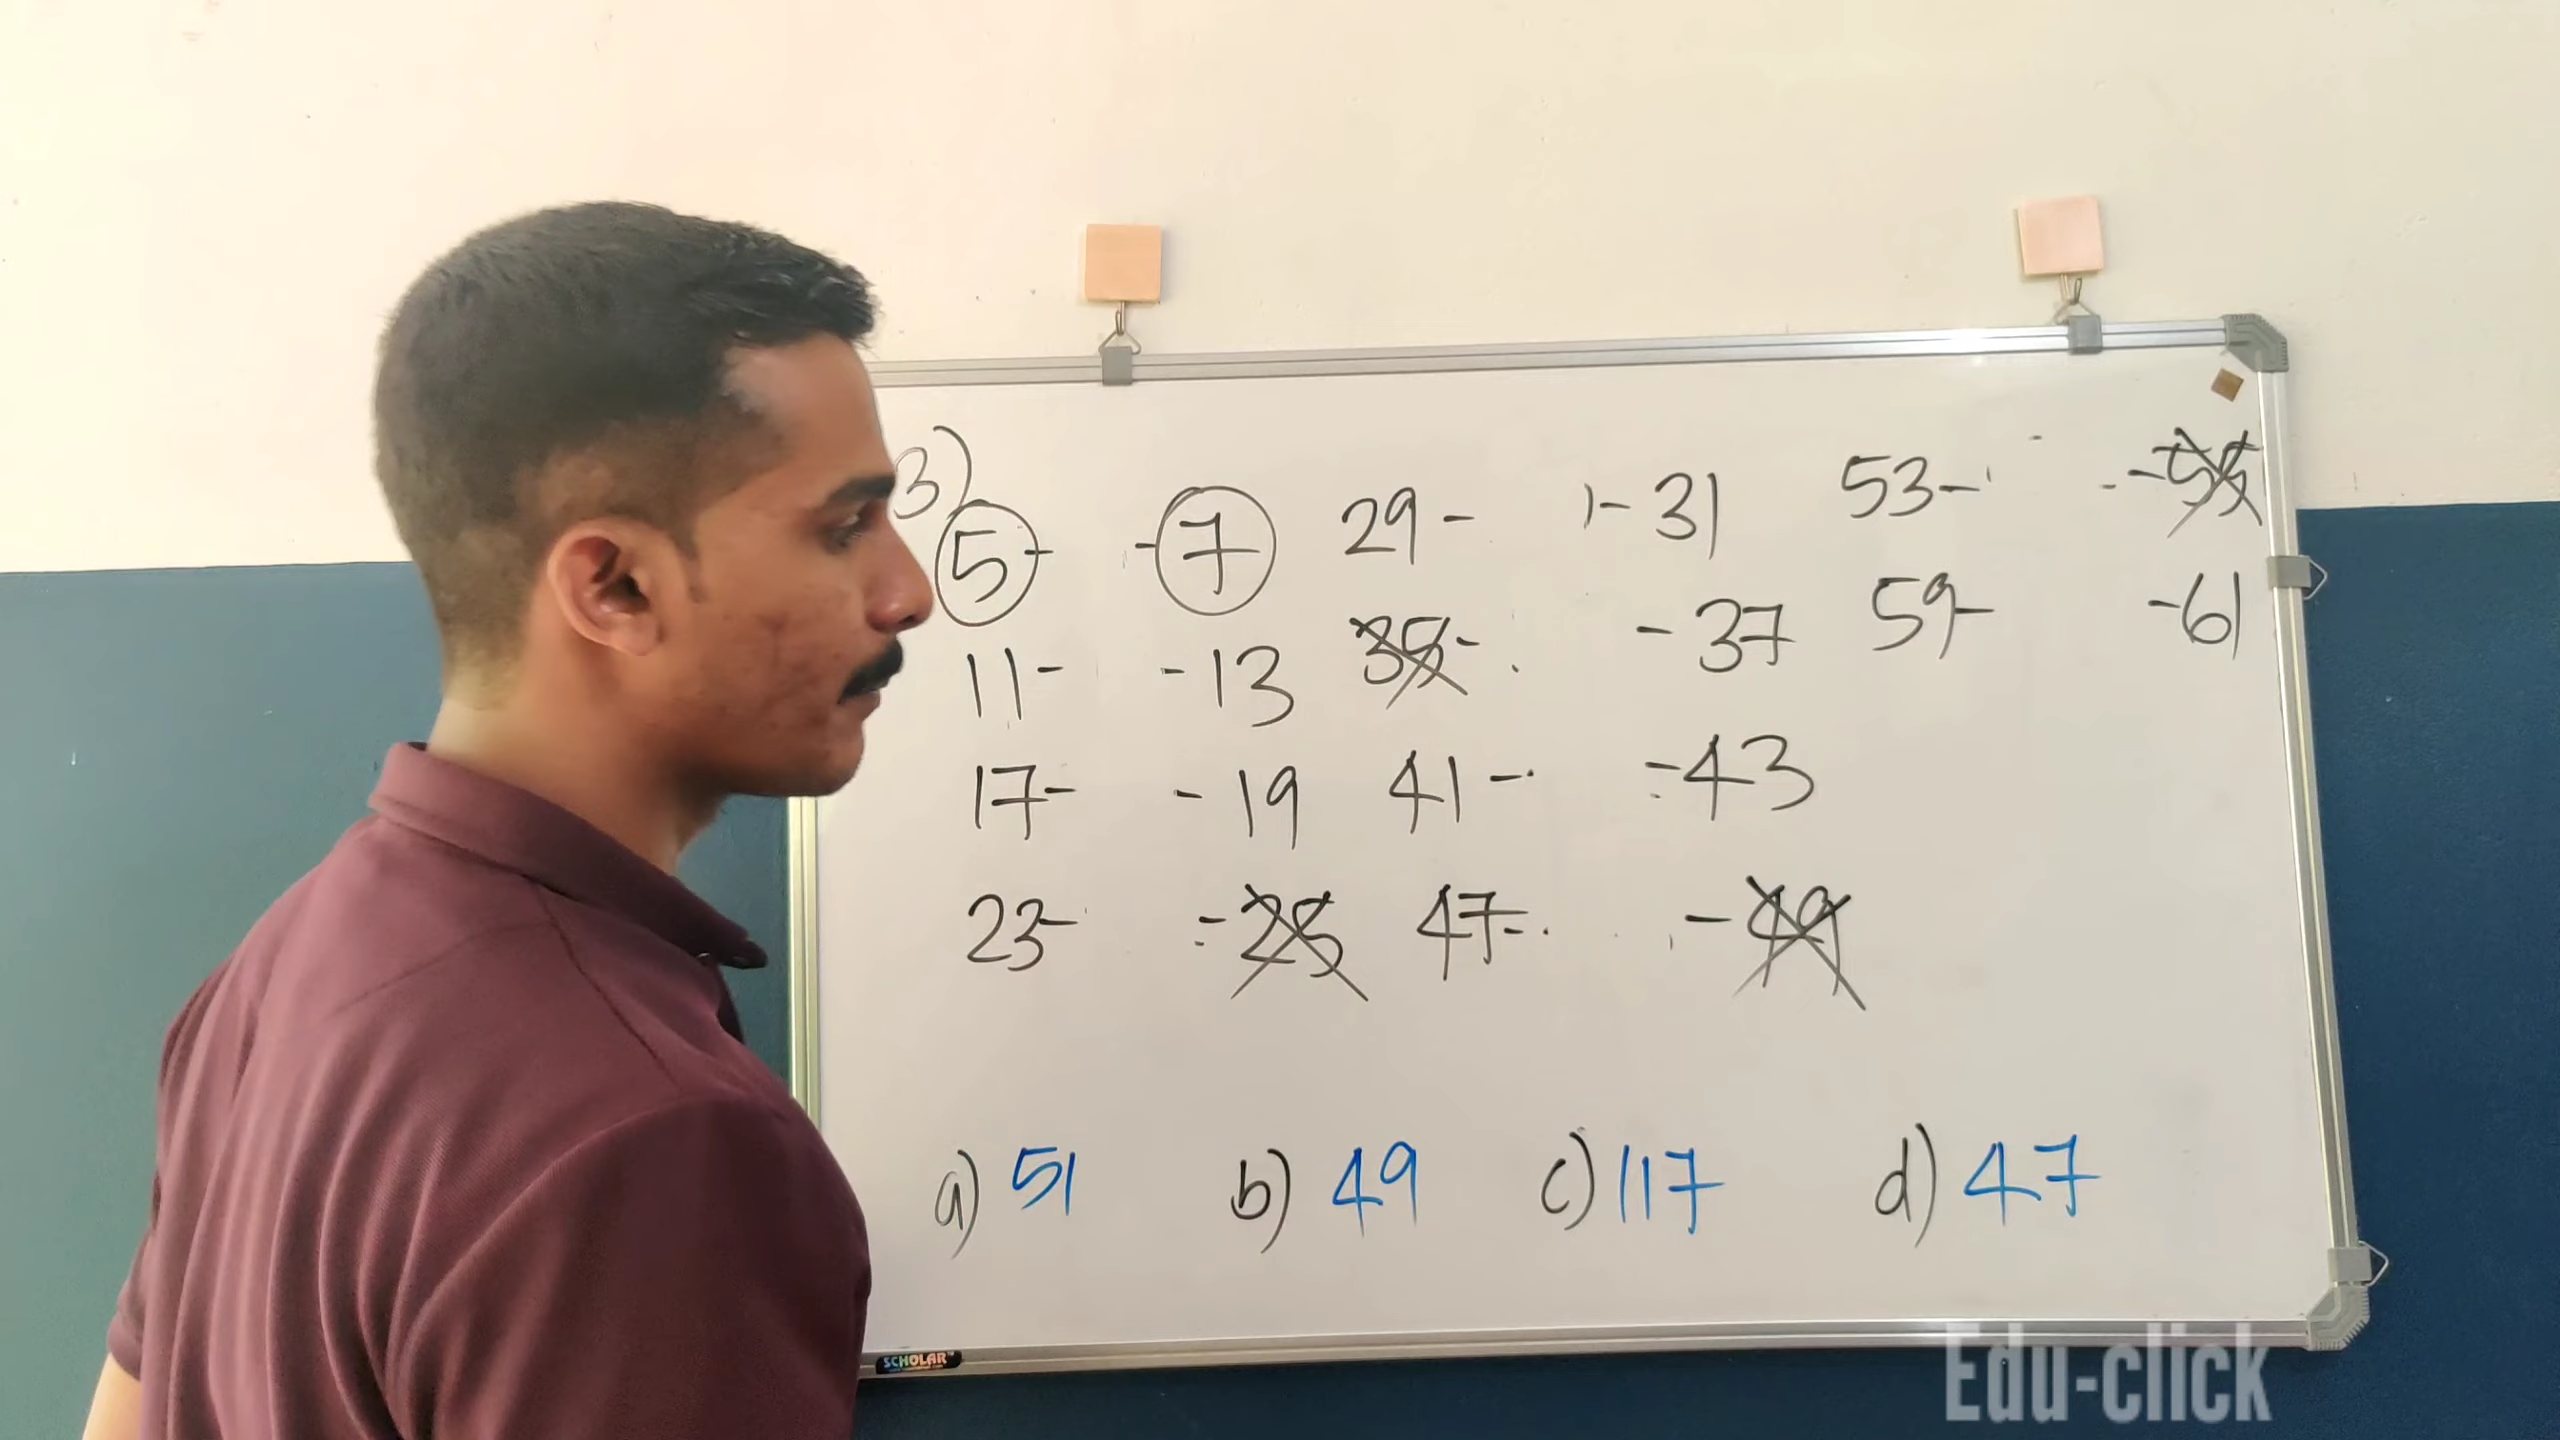 3)
5- -7 29- -31 53- -55
11- -13 35- -37 59- -61
17- -19 41- -43
23- -25 47- -49
a) 51 b) 49 c) 117 d) 47
SCHOLAR
Edu-click